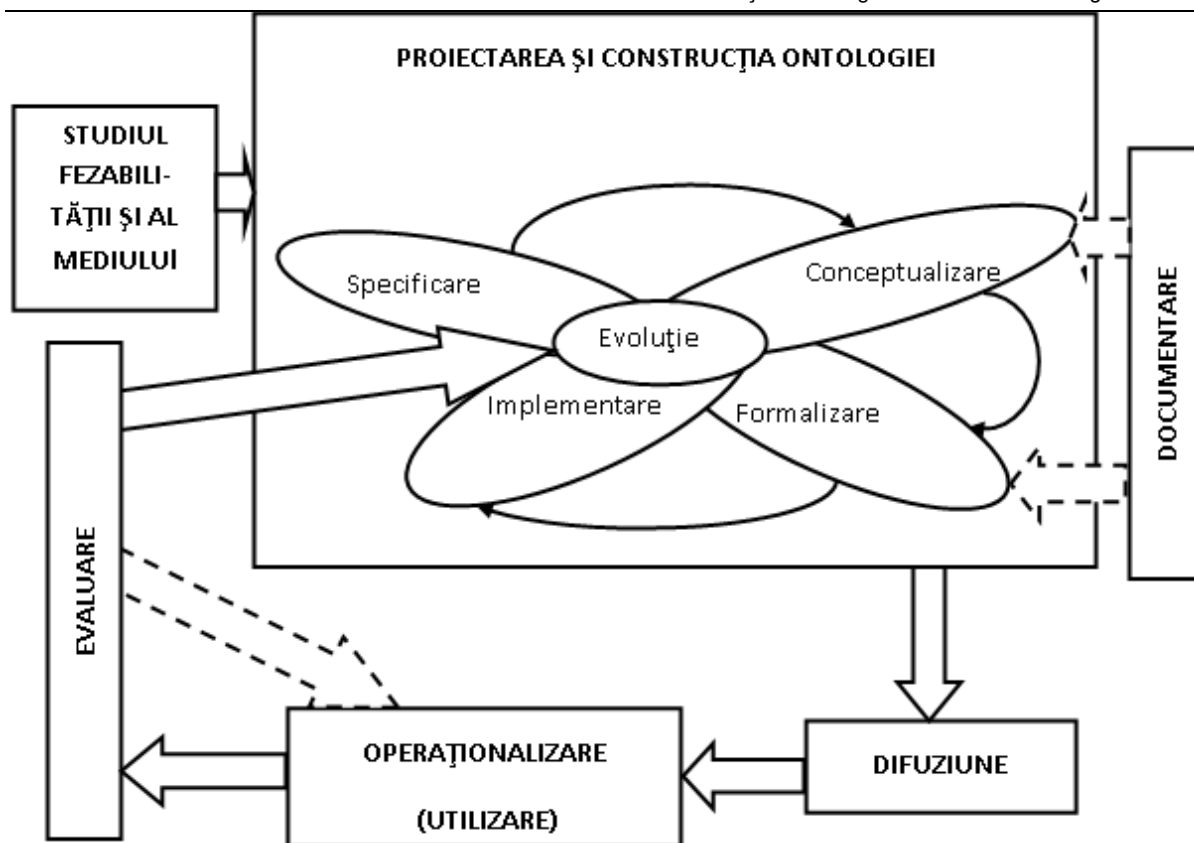 PROIECTAREA ŞI CONSTRUCŢIA ONTOLOGIEI
STUDIUL
FEZABILI-
TĂŢII ŞI AL
MEDIULUI
Specificare
Conceptualizare
Evoluţie
Implementare
Formalizare
DOCUMENTARE
EVALUARE
OPERAŢIONALIZARE
(UTILIZARE)
DIFUZIUNE